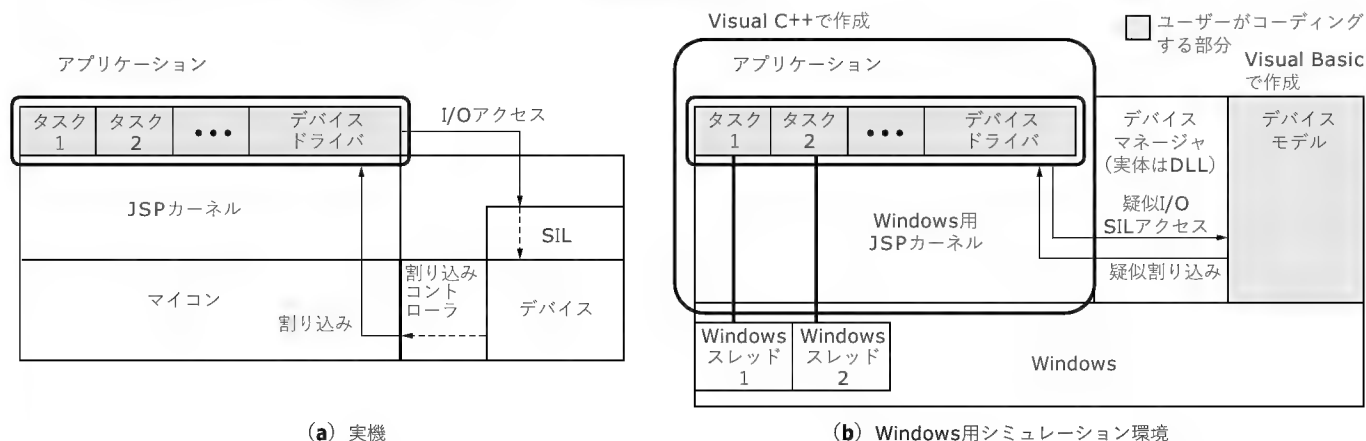 Visual C++で作成
ユーザーがコーディング
する部分
アプリケーション
アプリケーション
Visual Basic
で作成
タスク
1
タスク
2
•••
デバイス
ドライバ
I/Oアクセス
JSPカーネル
SIL
マイコン
割り込み
割り込み
コント
ローラ
デバイス
タスク
1
タスク
2
•••
デバイス
ドライバ
デバイス
マネージャ
(実体はDLL)
デバイス
モデル
Windows用
JSPカーネル
疑似I/O
SILアクセス
疑似割り込み
Windows
スレッド
1
Windows
スレッド
2
Windows
(a) 実機
(b) Windows用シミュレーション環境